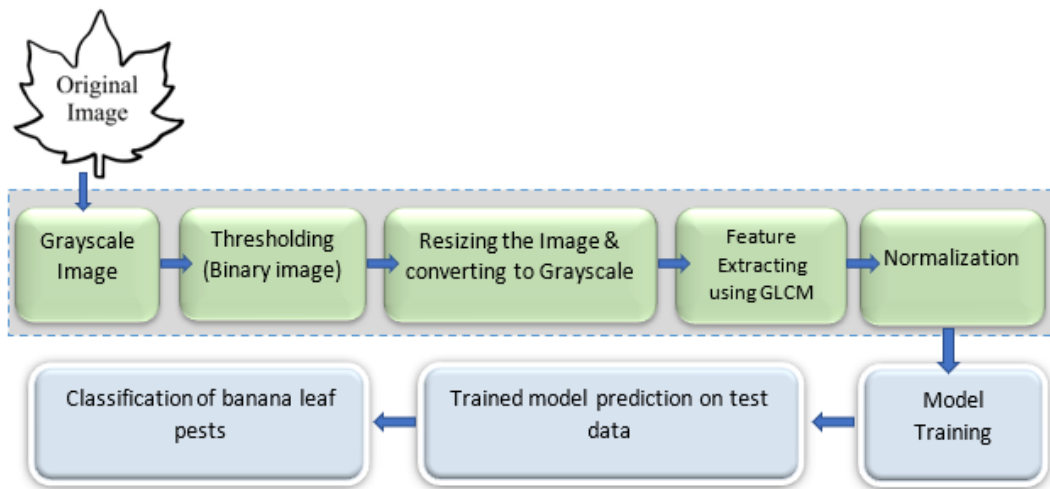 Original
Image
Grayscale
Image
Thresholding
(Binary image)
Resizing the Image &
converting to Grayscale
Feature
Extracting
using GLCM
Normalization
Model
Training
Trained model prediction on test
data
Classification of banana leaf
pests